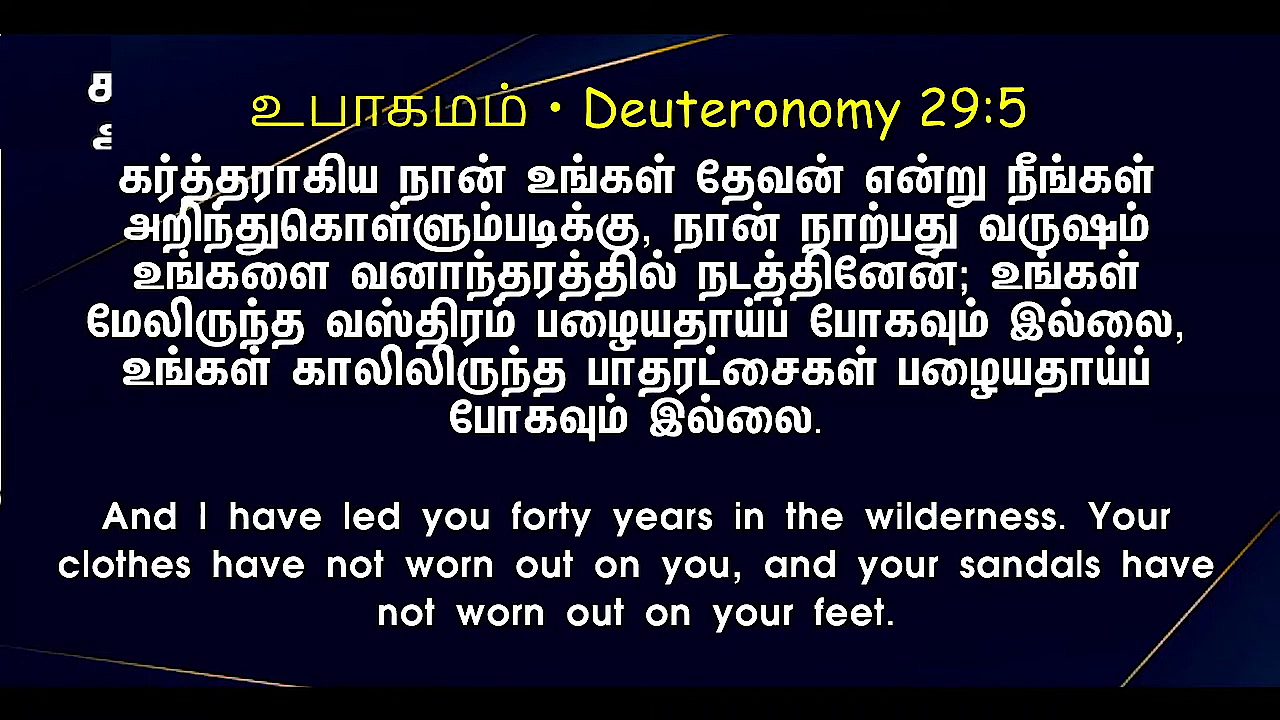 உபாகமம் • Deuteronomy 29:5
கர்த்தராகிய நான் உங்கள் தேவன் என்று நீங்கள்
அறிந்துகொள்ளும்படிக்கு, நான் நாற்பது வருஷம்
உங்களை வனாந்தரத்தில் நடத்தினேன்; உங்கள்
மேலிருந்த வஸ்திரம் பழையதாய்ப் போகவும் இல்லை,
உங்கள் காலிலிருந்த பாதரட்சைகள் பழையதாய்ப்
போகவும் இல்லை.
And I have led you forty years in the wilderness. Your
clothes have not worn out on you, and your sandals have
not worn out on your feet.